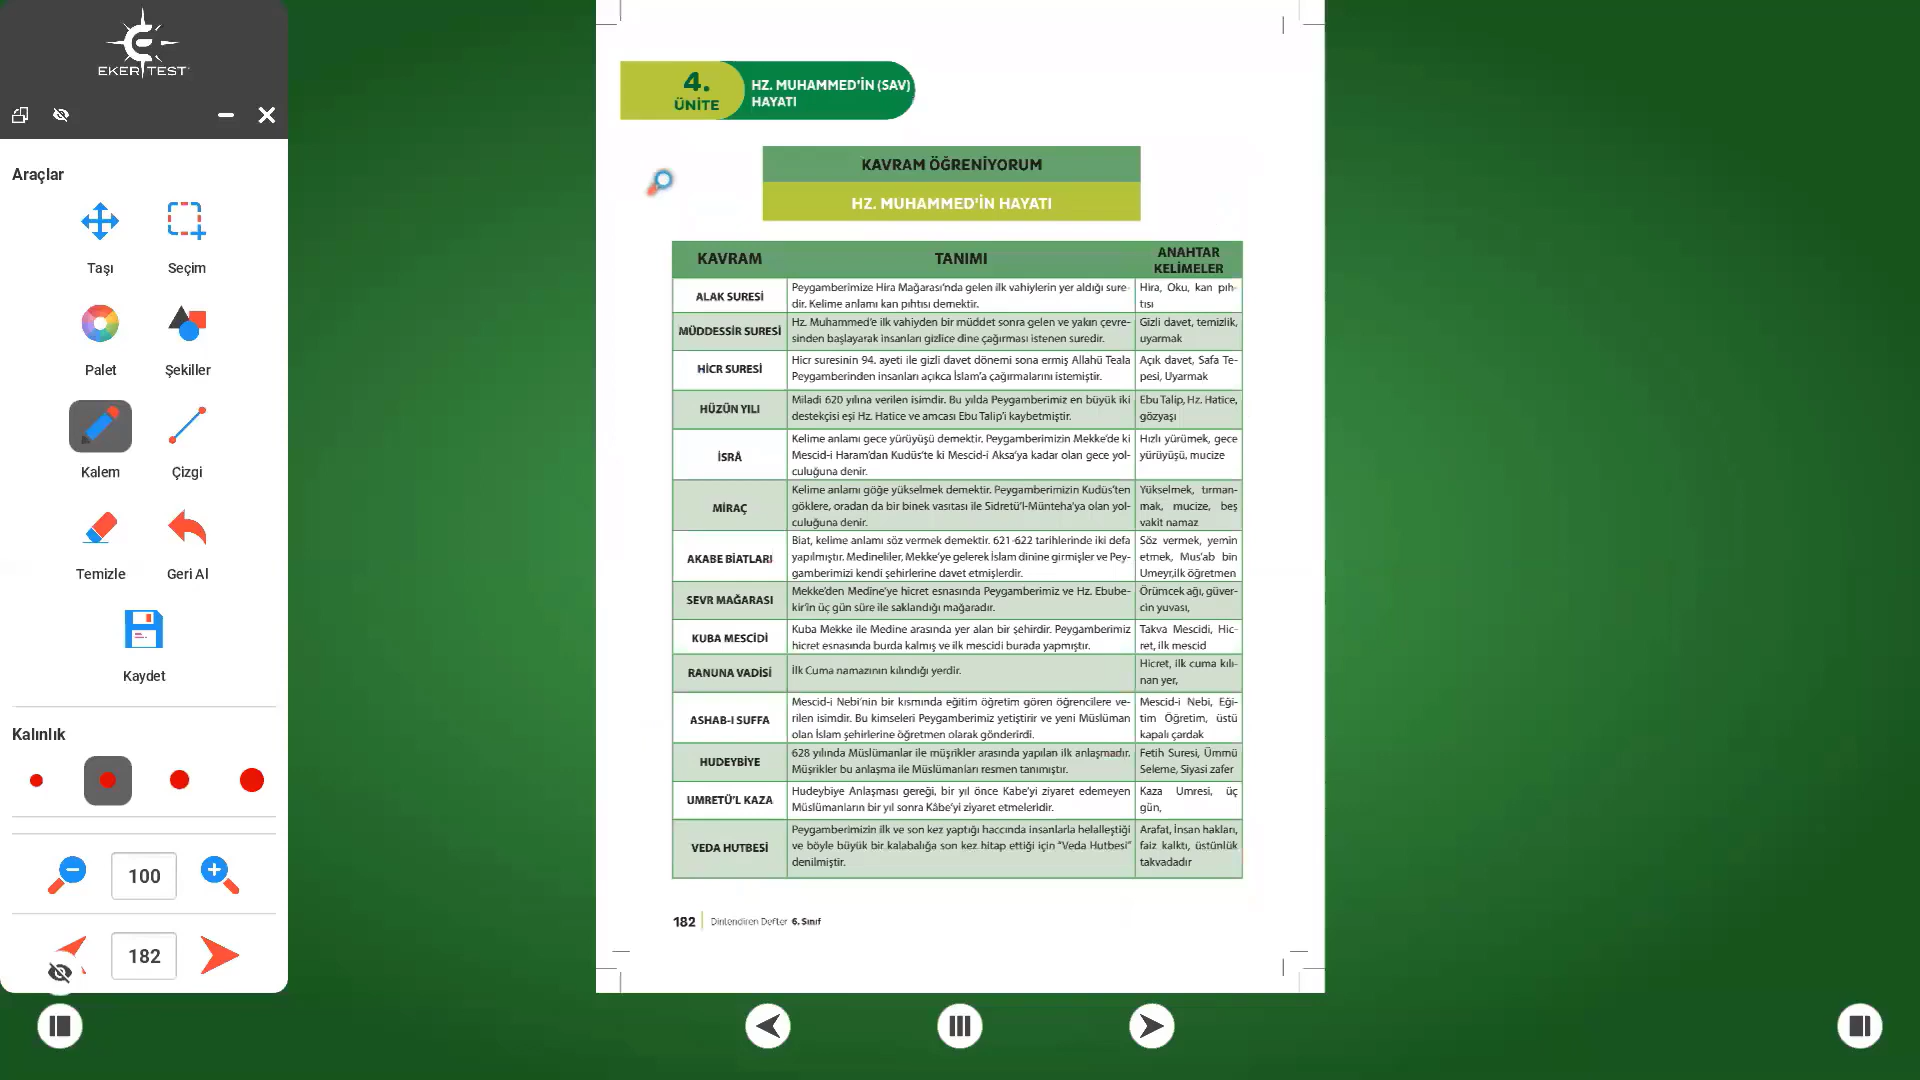 EKER TEST
Araçlar
Taşı
Seçim
Palet
Şekiller
Kalem
Çizgi
Temizle
Geri Al
Kaydet
Kalınlık
100
182
4.
ÜNİTE
HZ. MUHAMMED'İN (SAV)
HAYATI
KAVRAM ÖĞRENİYORUM
HZ. MUHAMMED'İN HAYATI
KAVRAM
TANIMI
ANAHTAR
KELİMELER
ALAK SURESİ
Peygamberimize Hira Mağarası'nda gelen ilk vahiylerin yer aldığı sure-
dir. Kelime anlamı kan pıhtısı demektir.
Hira, Oku, kan pıh-
tısı
MÜDDESSİR SURESİ
Hz. Muhammed'e ilk vahiyden bir müddet sonra gelen ve yakın çevre-
sinden başlayarak insanları gizlice dine çağırması istenen suredir.
Gizli davet, temizlik,
uyarmak
HİCR SURESİ
Hicr suresinin 94. ayeti ile gizli davet dönemi sona ermiş Allahü Teala
Peygamberinden insanları açıkca İslam'a çağırmalarını istemiştir.
Açık davet, Safa Te-
pesi, Uyarmak
HÜZÜN YILI
Miladi 620 yılına verilen isimdir. Bu yılda Peygamberimiz en büyük iki
destekçisi eşi Hz. Hatice ve amcası Ebu Talip'i kaybetmiştir.
Ebu Talip, Hz. Hatice,
gözyaşı
İSRÂ
Kelime anlamı gece yürüyüşü demektir. Peygamberimizin Mekke'de ki
Mescid-i Haram'dan Kudüs'te ki Mescid-i Aksa'ya kadar olan gece yol-
culuğuna denir.
Hızlı yürümek, gece
yürüyüşü, mucize
MİRAÇ
Kelime anlamı göğe yükselmek demektir. Peygamberimizin Kudüs'ten
göklere, oradan da bir binek vasıtası ile Sidretü'l-Münteha'ya olan yol-
culuğuna denir.
Yükselmek, tırman-
mak, mucize, beş
vakit namaz
AKABE BİATLARI
Biat, kelime anlamı söz vermek demektir. 621-622 tarihlerinde iki defa
yapılmıştır. Medineliler, Mekke'ye gelerek İslam dinine girmişler ve Pey-
gamberimizi kendi şehirlerine davet etmişlerdir.
Söz vermek, yemin
etmek, Mus'ab bin
Umeyr,ilk öğretmen
SEVR MAĞARASI
Mekke'den Medine'ye hicret esnasında Peygamberimiz ve Hz. Ebube-
kir'in üç gün süre ile saklandığı mağaradır.
Örümcek ağı, güver-
cin yuvası,
KUBA MESCİDİ
Kuba Mekke ile Medine arasında yer alan bir şehirdir. Peygamberimiz
hicret esnasında burda kalmış ve ilk mescidi burada yapmıştır.
Takva Mescidi, Hic-
ret, ilk mescid
RANUNA VADİSİ
İlk Cuma namazının kılındığı yerdir.
Hicret, ilk cuma kılı-
nan yer,
ASHAB-I SUFFA
Mescid-i Nebi'nin bir kısmında eğitim öğretim gören öğrencilere ve-
rilen isimdir. Bu kimseleri Peygamberimiz yetiştirir ve yeni Müslüman
olan İslam şehirlerine öğretmen olarak gönderirdi.
Mescid-i Nebi, Eği-
tim Öğretim, üstü
kapalı çardak
HUDEYBİYE
628 yılında Müslümanlar ile müşrikler arasında yapılan ilk anlaşmadır.
Müşrikler bu anlaşma ile Müslümanları resmen tanımıştır.
Fetih Suresi, Ümmü
Seleme, Siyasi zafer
UMRETÜ'L KAZA
Hudeybiye Anlaşması gereği, bir yıl önce Kabe'yi ziyaret edemeyen
Müslümanların bir yıl sonra Kâbe'yi ziyaret etmeleridir.
Kaza Umresi, üç
gün,
VEDA HUTBESİ
Peygamberimizin ilk ve son kez yaptığı haccında insanlarla helalleştiği
ve böyle büyük bir kalabalığa son kez hitap ettiği için "Veda Hutbesi"
denilmiştir.
Arafat, İnsan hakları,
faiz kalktı, üstünlük
takvadadır
182 Dinlendiren Defter 6. Sınıf